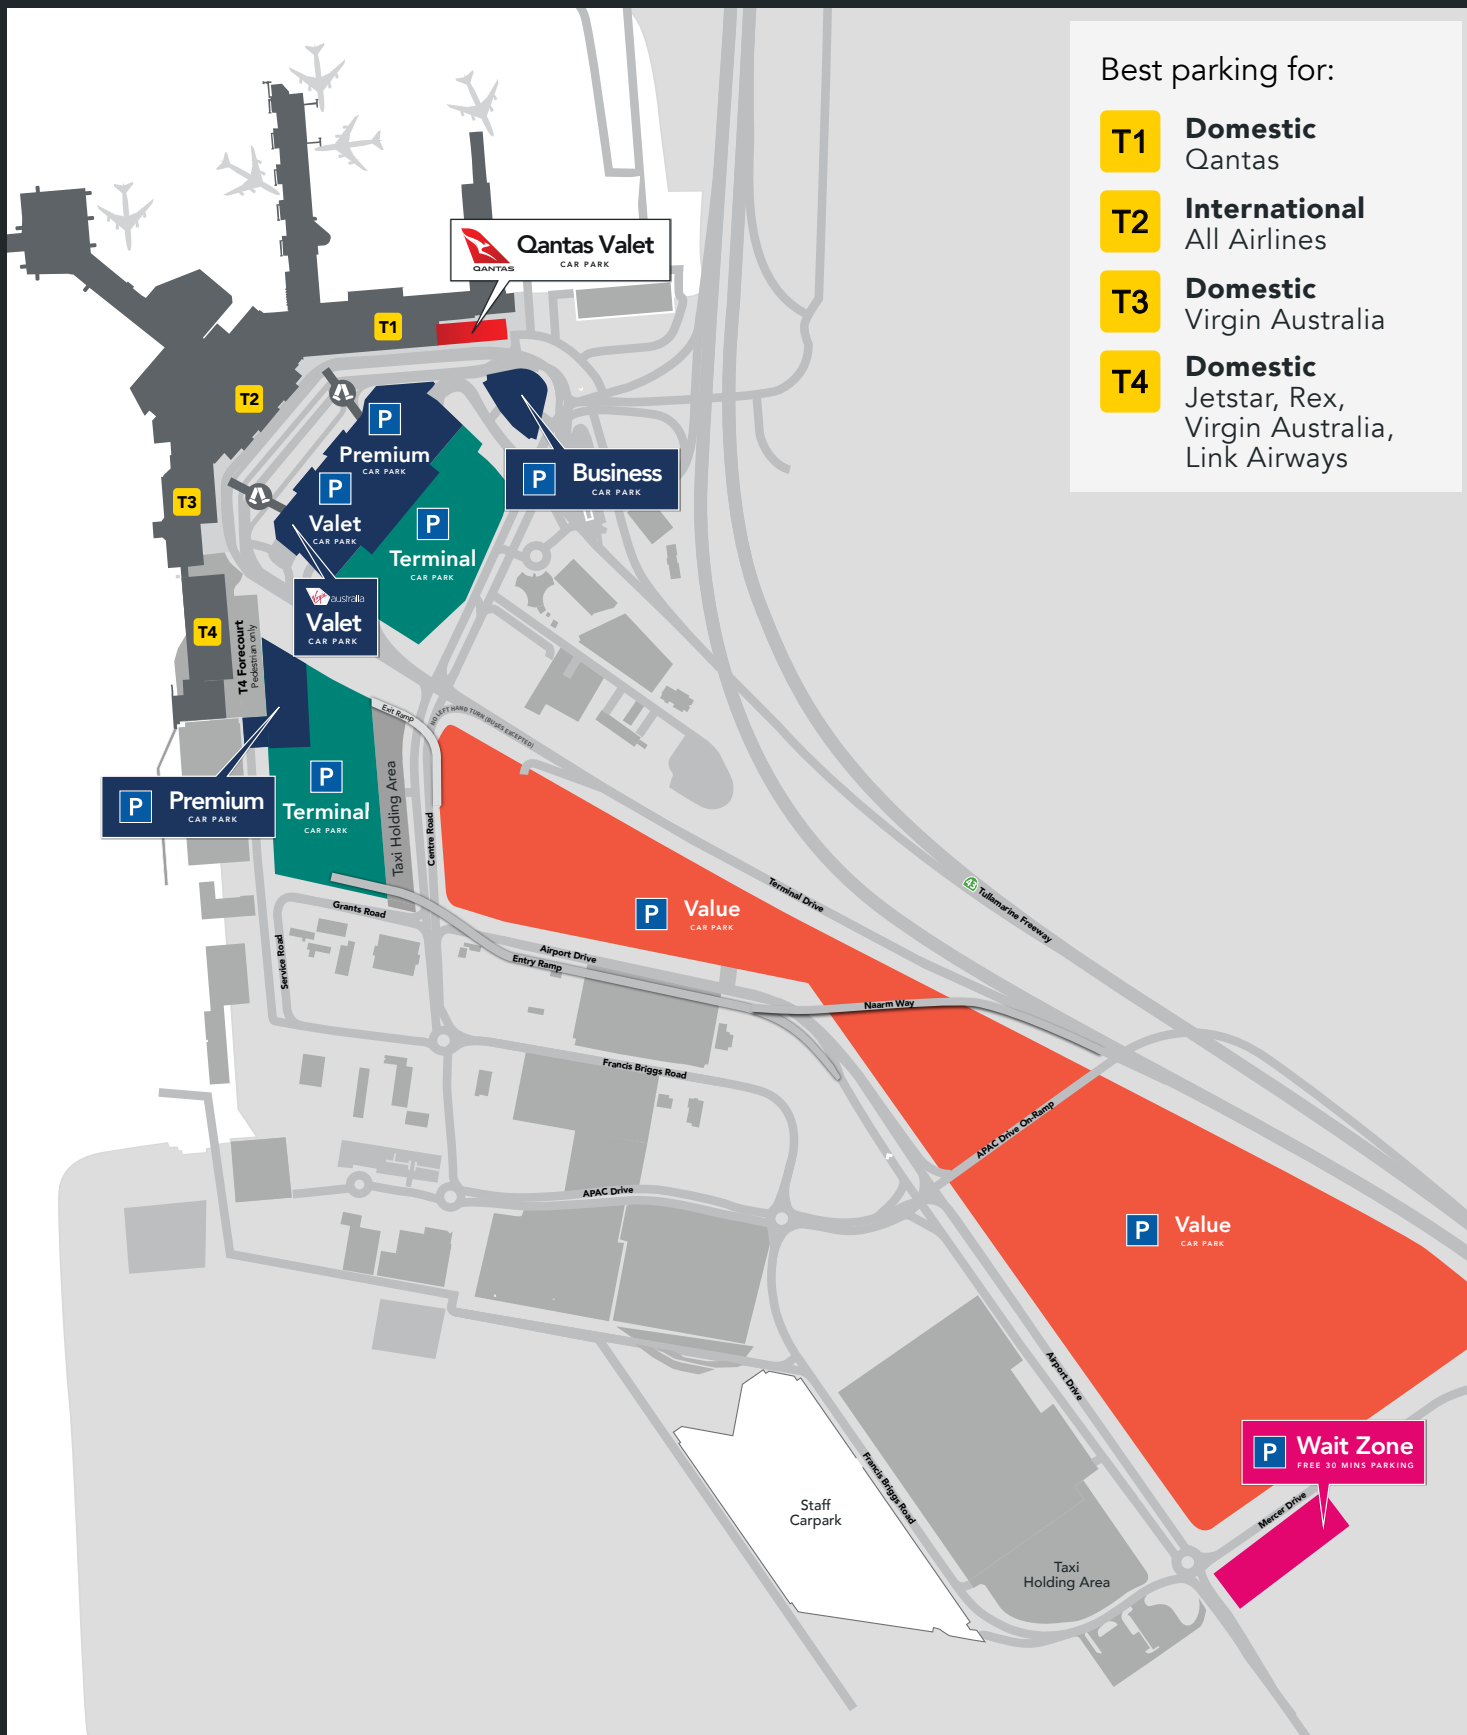 Best parking for:
T1
Domestic
Qantas
T2
International
All Airlines
T3
Domestic
Virgin Australia
T4
Domestic
Jetstar, Rex,
Virgin Australia,
Link Airways
QANTAS
Qantas Valet
CAR PARK
T1
T2
T3
T4
P
Premium
CAR PARK
P
Valet
CAR PARK
P
Terminal
CAR PARK
P
Business
CAR PARK
Virgin australia
Valet
CAR PARK
T4 Forecourt
Pedestrian only
Exit Ramp
NO LEFT HAND TURN (BUSES EXCEPTED)
P
Premium
CAR PARK
P
Terminal
CAR PARK
Taxi Holding Area
Centre Road
P
Value
CAR PARK
Terminal Drive
43
Tullamarine Freeway
Grants Road
Service Road
Airport Drive
Entry Ramp
Naarm Way
Francis Briggs Road
APAC Drive On-Ramp
APAC Drive
P
Value
CAR PARK
Airport Drive
P
Wait Zone
FREE 30 MINS PARKING
Mercer Drive
Francis Briggs Road
Staff
Carpark
Taxi
Holding Area